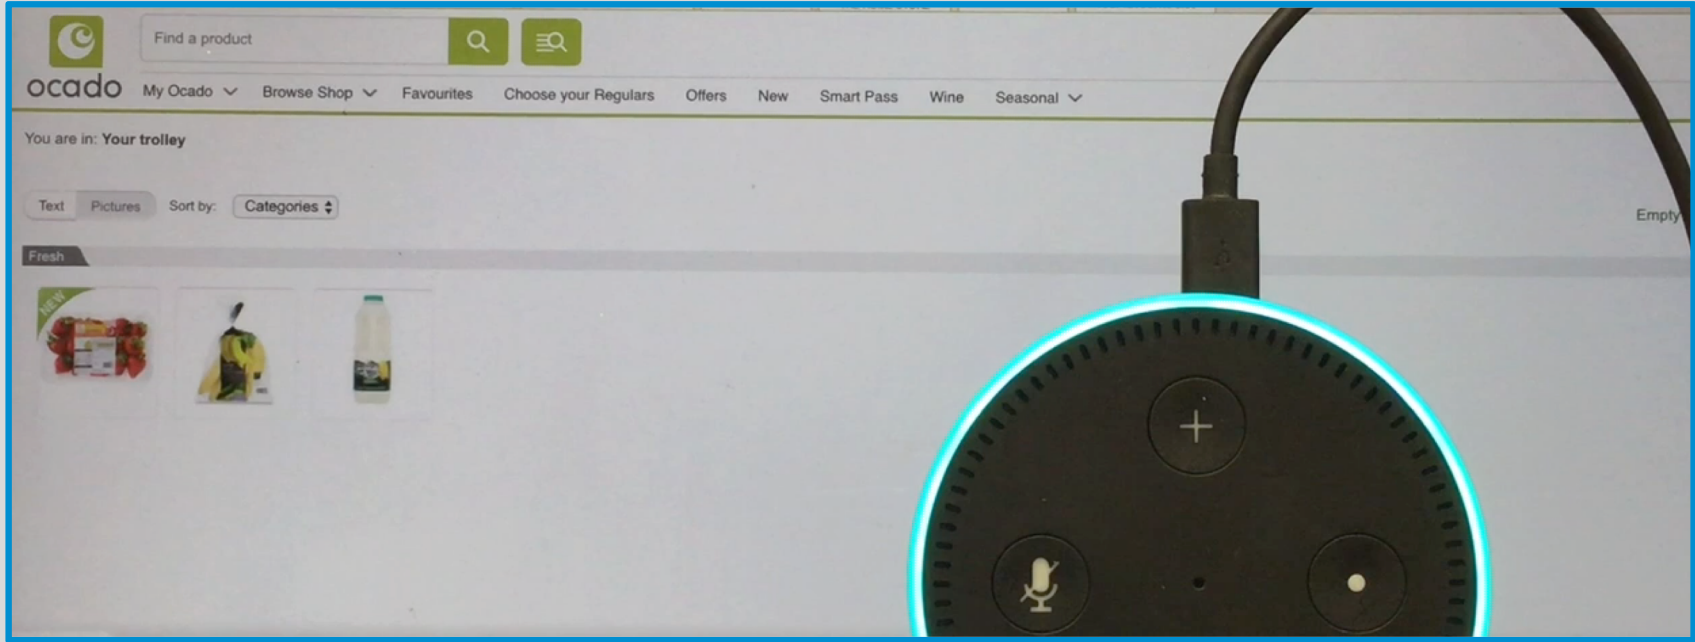 Find a product
ocado
My Ocado Browse Shop Favourites Choose your Regulars Offers New Smart Pass Wine Seasonal
You are in: Your trolley
Text Pictures Sort by: Categories
Empty
Fresh
NEW